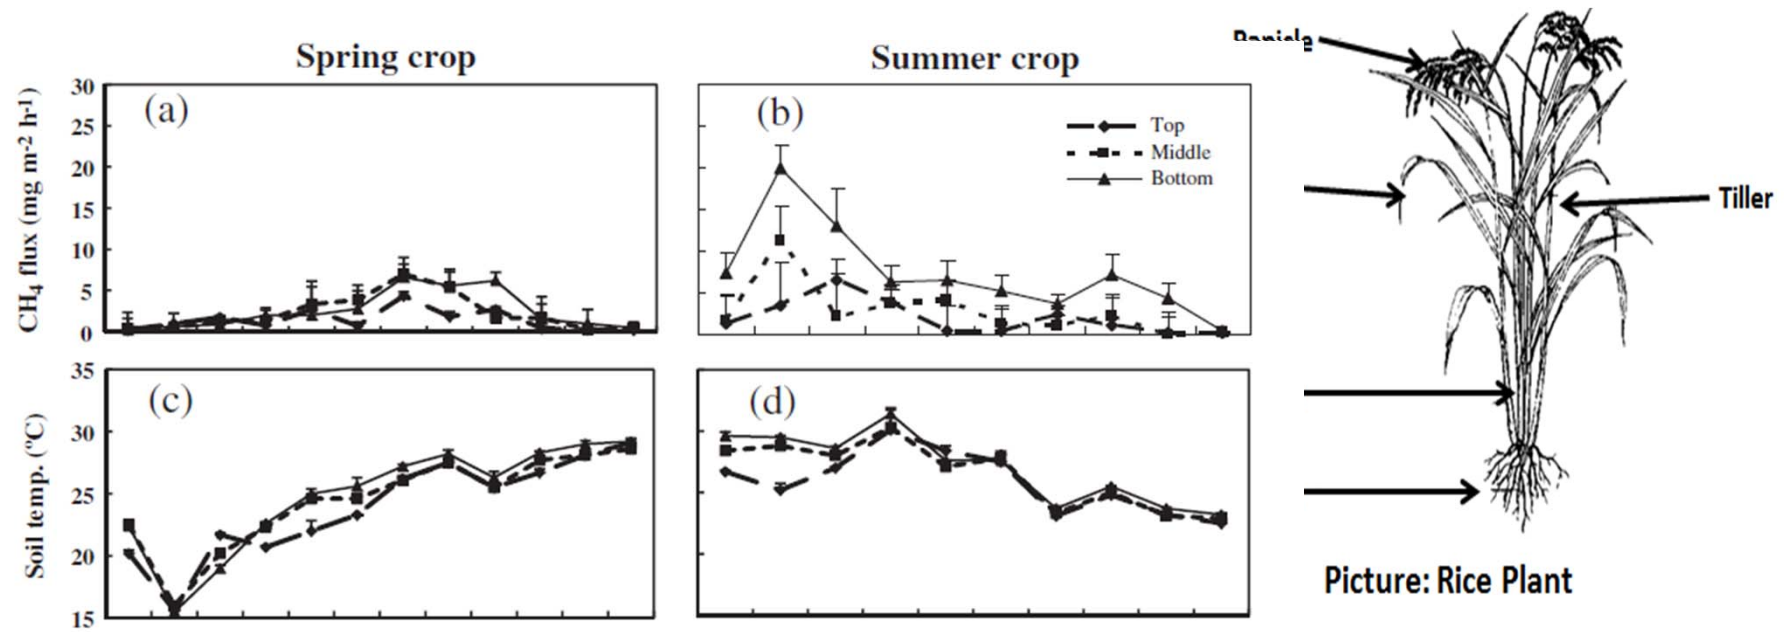 Spring crop
Summer crop
CH4 flux (mg m-2 h-1)
30
25
20
15
10
5
0
(a)
(b)
Top
Middle
Bottom
Soil temp. (ºC)
35
30
25
20
15
(c)
(d)
Tiller
Picture: Rice Plant